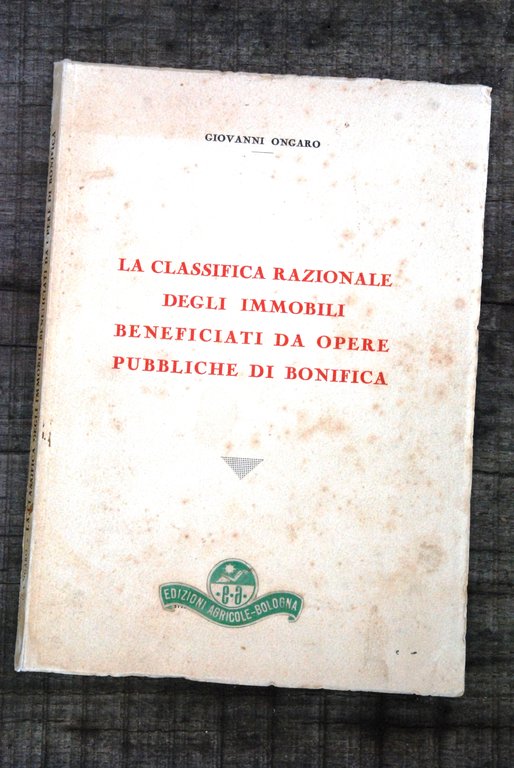 GIOVANNI ONGARO
LA CLASSIFICA RAZIONALE
DEGLI IMMOBILI
BENEFICIATI DA OPERE
PUBBLICHE DI BONIFICA
e·a
EDIZIONI AGRICOLE-BOLOGNA